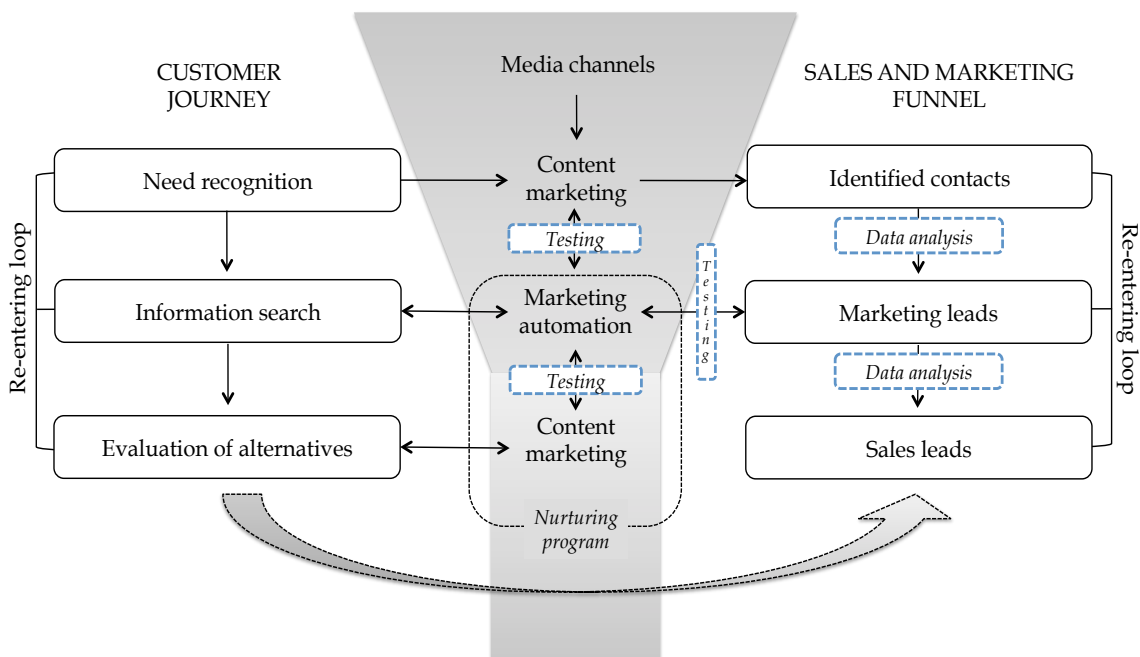 CUSTOMER
JOURNEY
Media channels
SALES AND MARKETING
FUNNEL
Need recognition
Content
marketing
Identified contacts
Testing
Data analysis
Re-entering loop
Information search
Marketing
automation
Testing
Marketing leads
Re-entering loop
Testing
Data analysis
Evaluation of alternatives
Content
marketing
Sales leads
Nurturing
program